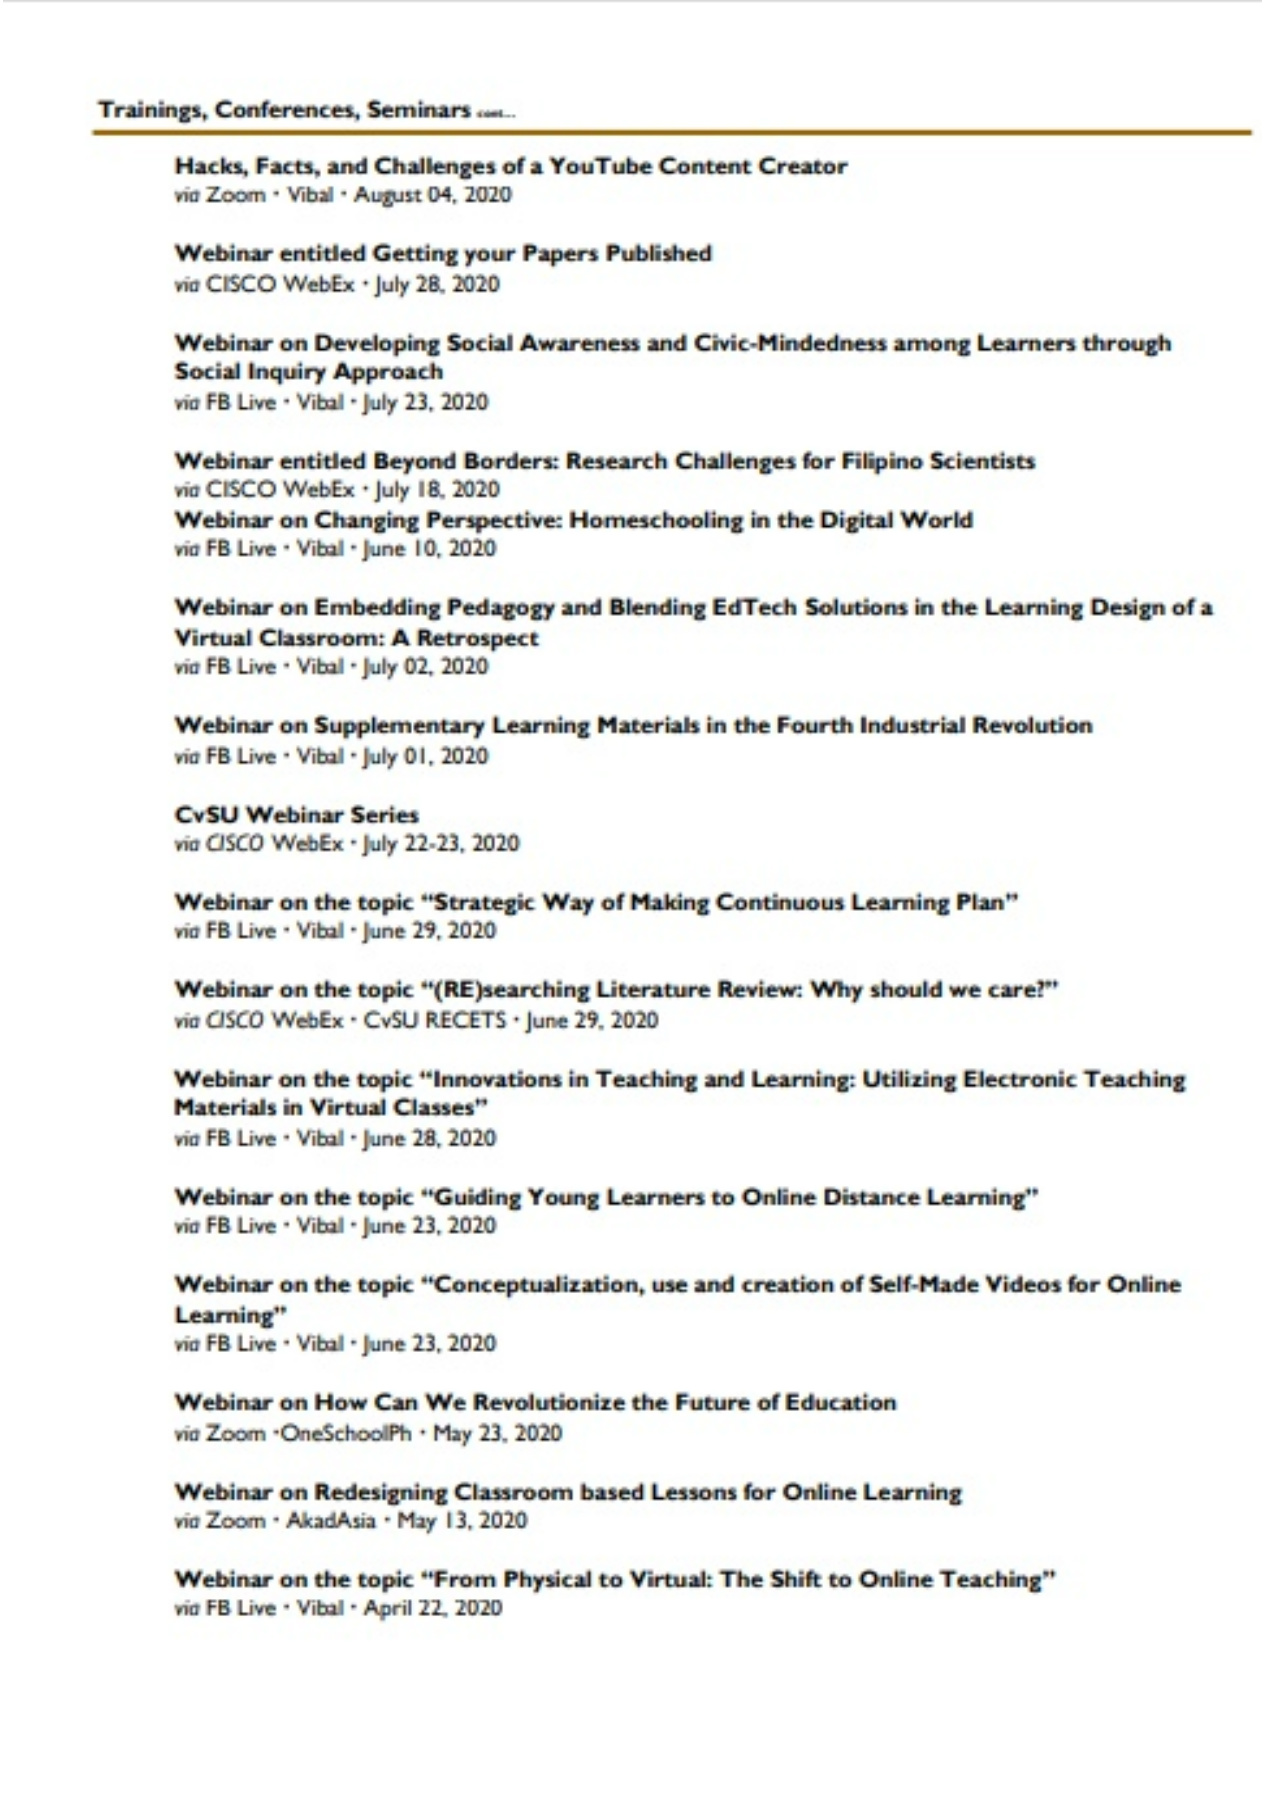 Trainings, Conferences, Seminars cont...
Hacks, Facts, and Challenges of a YouTube Content Creator
via Zoom • Vibal • August 04, 2020
Webinar entitled Getting your Papers Published
via CISCO WebEx • July 28, 2020
Webinar on Developing Social Awareness and Civic-Mindedness among Learners through
Social Inquiry Approach
via FB Live • Vibal • July 23, 2020
Webinar entitled Beyond Borders: Research Challenges for Filipino Scientists
via CISCO WebEx • July 18, 2020
Webinar on Changing Perspective: Homeschooling in the Digital World
via FB Live • Vibal • June 10, 2020
Webinar on Embedding Pedagogy and Blending EdTech Solutions in the Learning Design of a
Virtual Classroom: A Retrospect
via FB Live • Vibal • July 02, 2020
Webinar on Supplementary Learning Materials in the Fourth Industrial Revolution
via FB Live • Vibal • July 01, 2020
CvSU Webinar Series
via CISCO WebEx • July 22-23, 2020
Webinar on the topic “Strategic Way of Making Continuous Learning Plan”
via FB Live • Vibal • June 29, 2020
Webinar on the topic “(RE)searching Literature Review: Why should we care?”
via CISCO WebEx • CvSU RECETS • June 29, 2020
Webinar on the topic “Innovations in Teaching and Learning: Utilizing Electronic Teaching
Materials in Virtual Classes”
via FB Live • Vibal • June 28, 2020
Webinar on the topic “Guiding Young Learners to Online Distance Learning”
via FB Live • Vibal • June 23, 2020
Webinar on the topic “Conceptualization, use and creation of Self-Made Videos for Online
Learning”
via FB Live • Vibal • June 23, 2020
Webinar on How Can We Revolutionize the Future of Education
via Zoom •OneSchoolPh • May 23, 2020
Webinar on Redesigning Classroom based Lessons for Online Learning
via Zoom • AkadAsia • May 13, 2020
Webinar on the topic “From Physical to Virtual: The Shift to Online Teaching”
via FB Live • Vibal • April 22, 2020